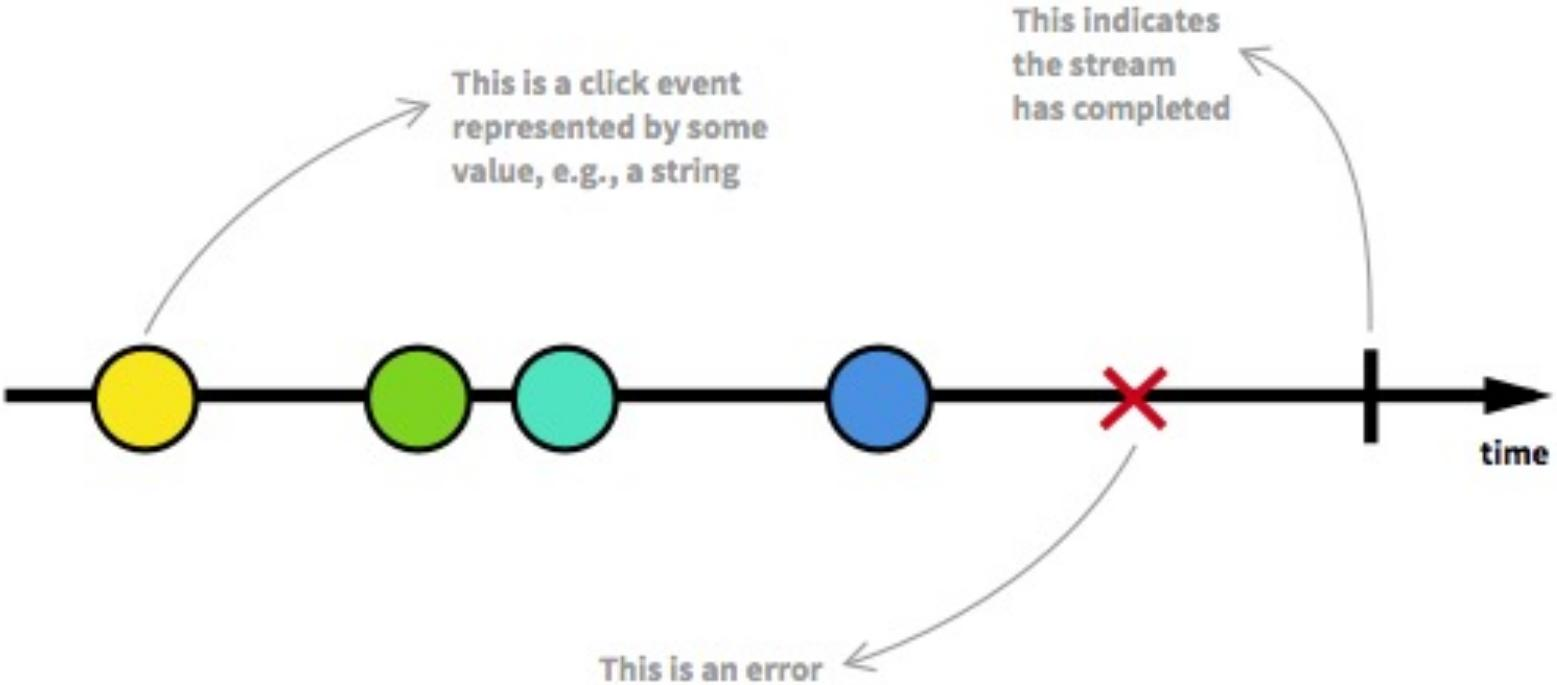 This is a click event
represented by some
value, e.g., a string
This indicates
the stream
has completed
time
This is an error